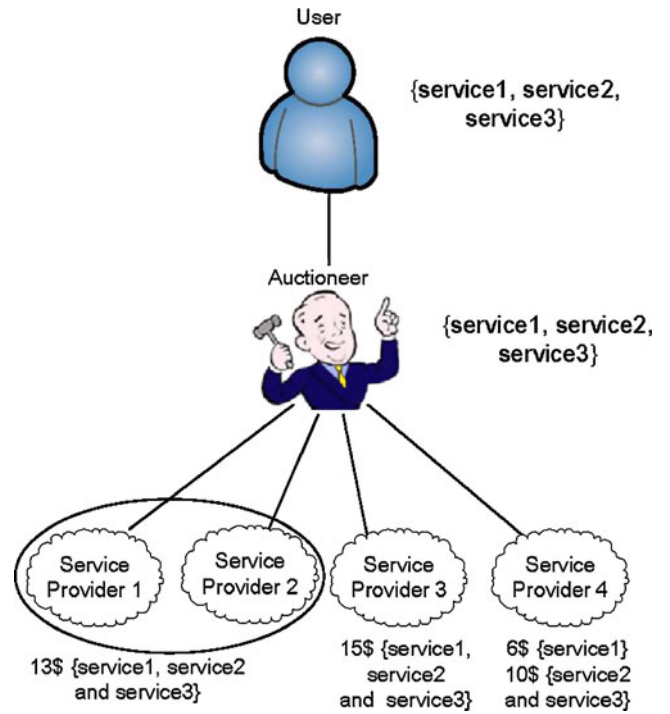 User
{service1, service2,
service3}
Auctioneer
{service1, service2,
service3}
Service
Provider 1
Service
Provider 2
Service
Provider 3
Service
Provider 4
13$ {service1, service2
and service3}
15$ {service1,
service2
and service3}
6$ {service1}
10$ {service2
and service3}